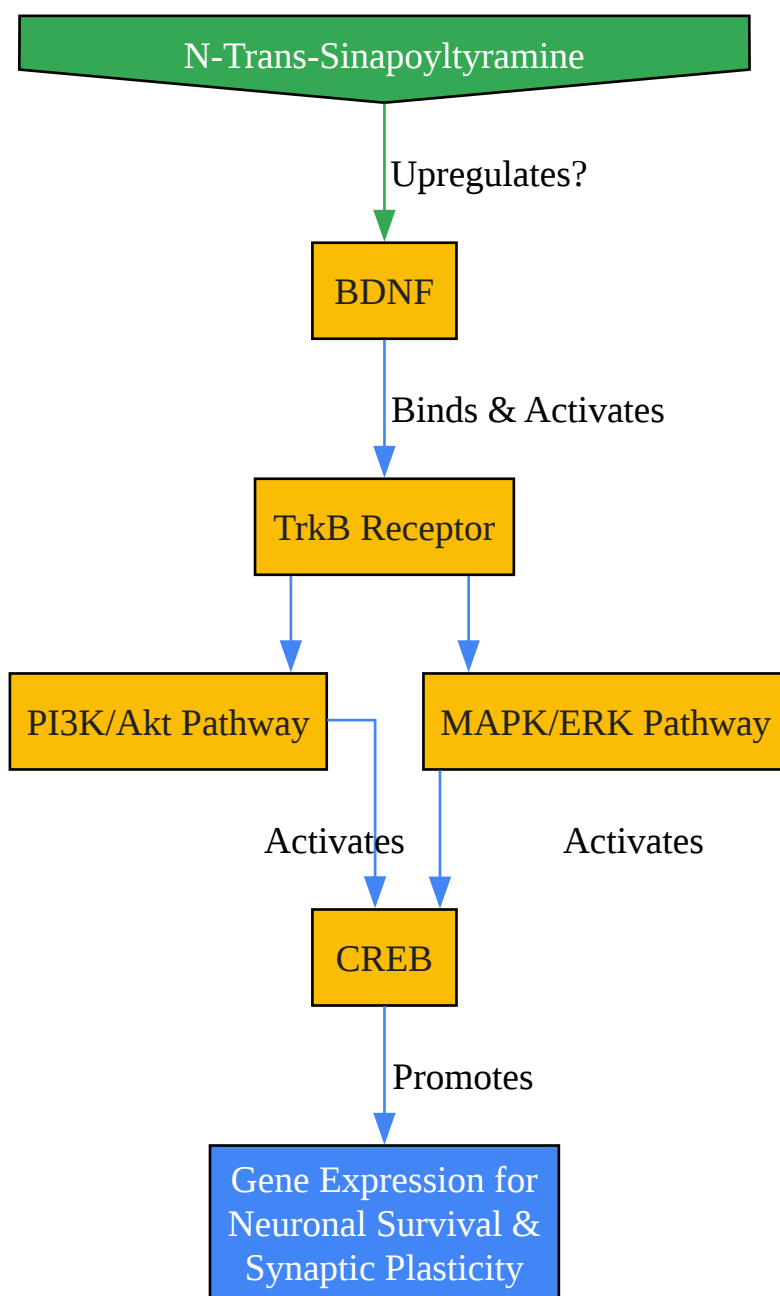 N-Trans-Sinapoyltyramine
Upregulates?
BDNF
Binds & Activates
TrkB Receptor
PI3K/Akt Pathway
MAPK/ERK Pathway
Activates
Activates
CREB
Promotes
Gene Expression for
Neuronal Survival &
Synaptic Plasticity